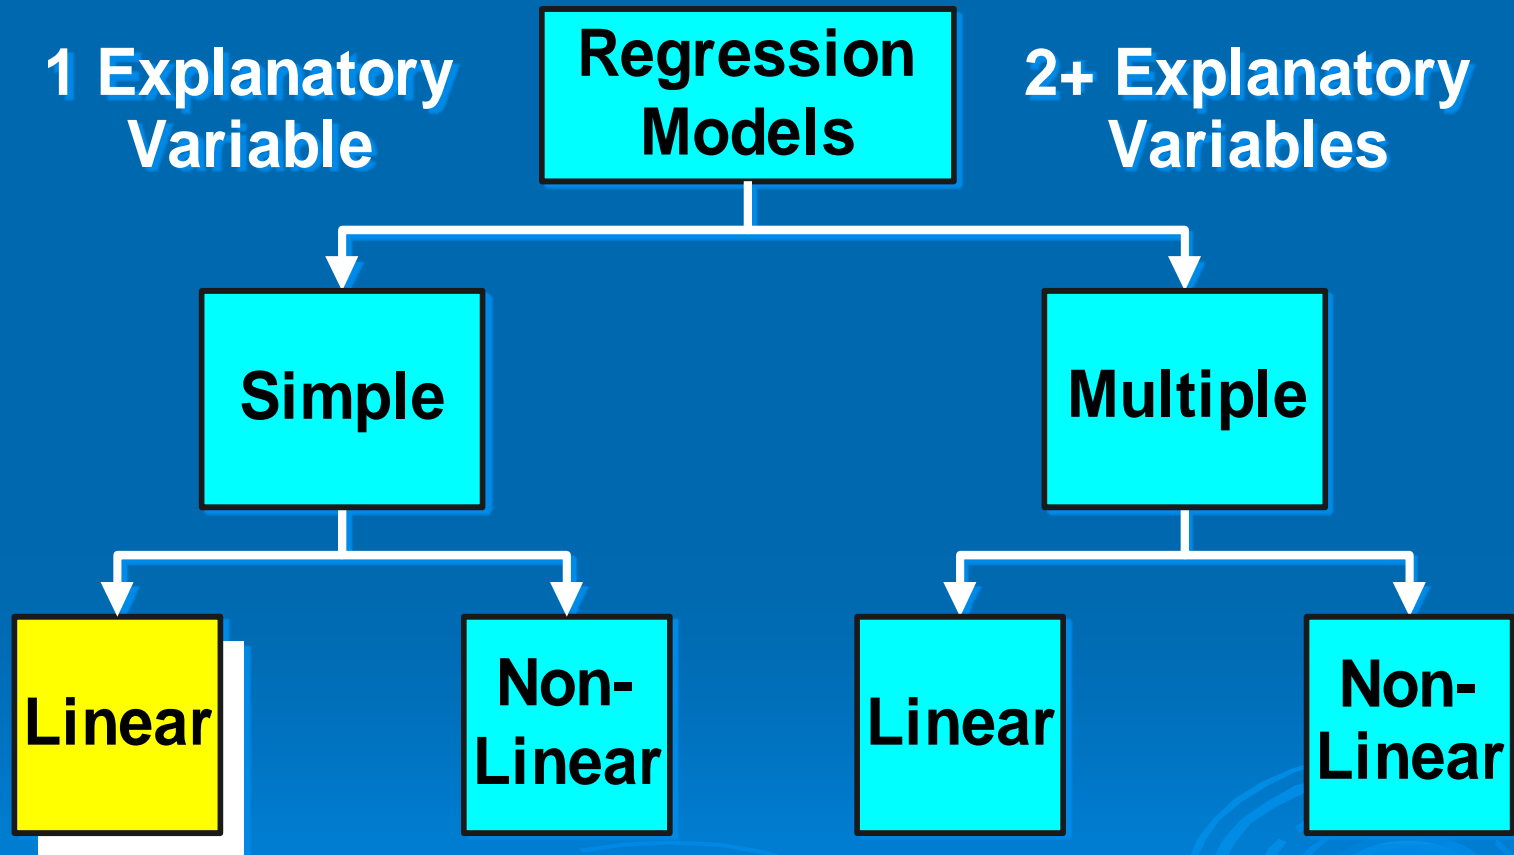 1 Explanatory
Variable
Regression
Models
2+ Explanatory
Variables
Simple
Multiple
Linear
Non-
Linear
Linear
Non-
Linear